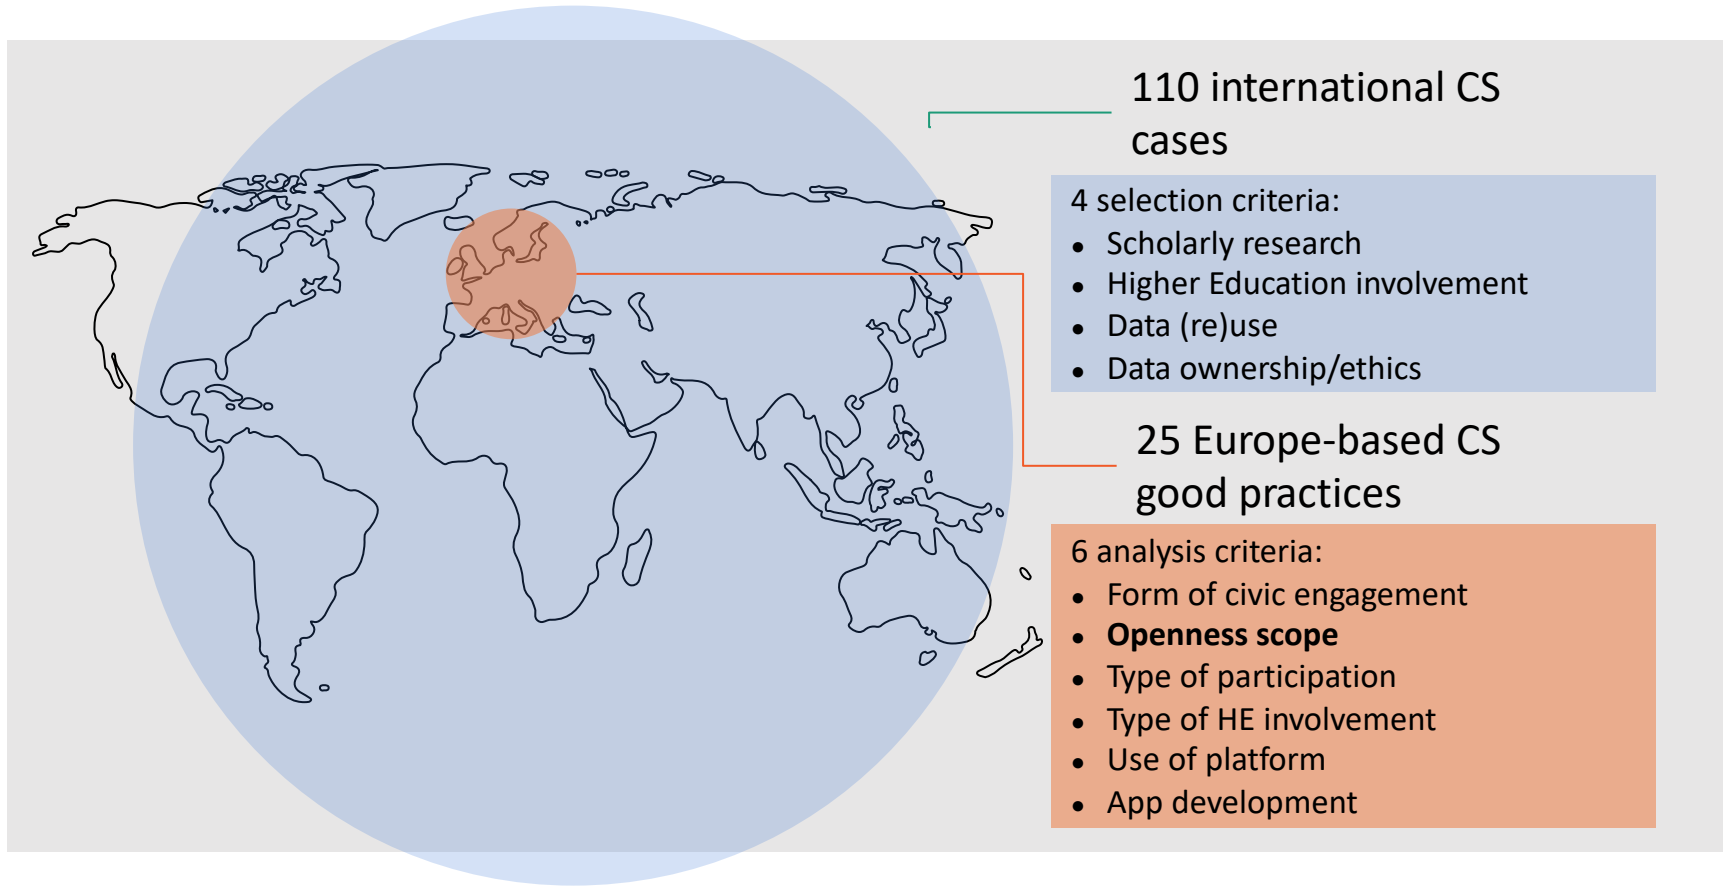 110 international CS
cases
4 selection criteria:
• Scholarly research
• Higher Education involvement
• Data (re)use
• Data ownership/ethics
25 Europe-based CS
good practices
6 analysis criteria:
• Form of civic engagement
• Openness scope
• Type of participation
• Type of HE involvement
• Use of platform
• App development